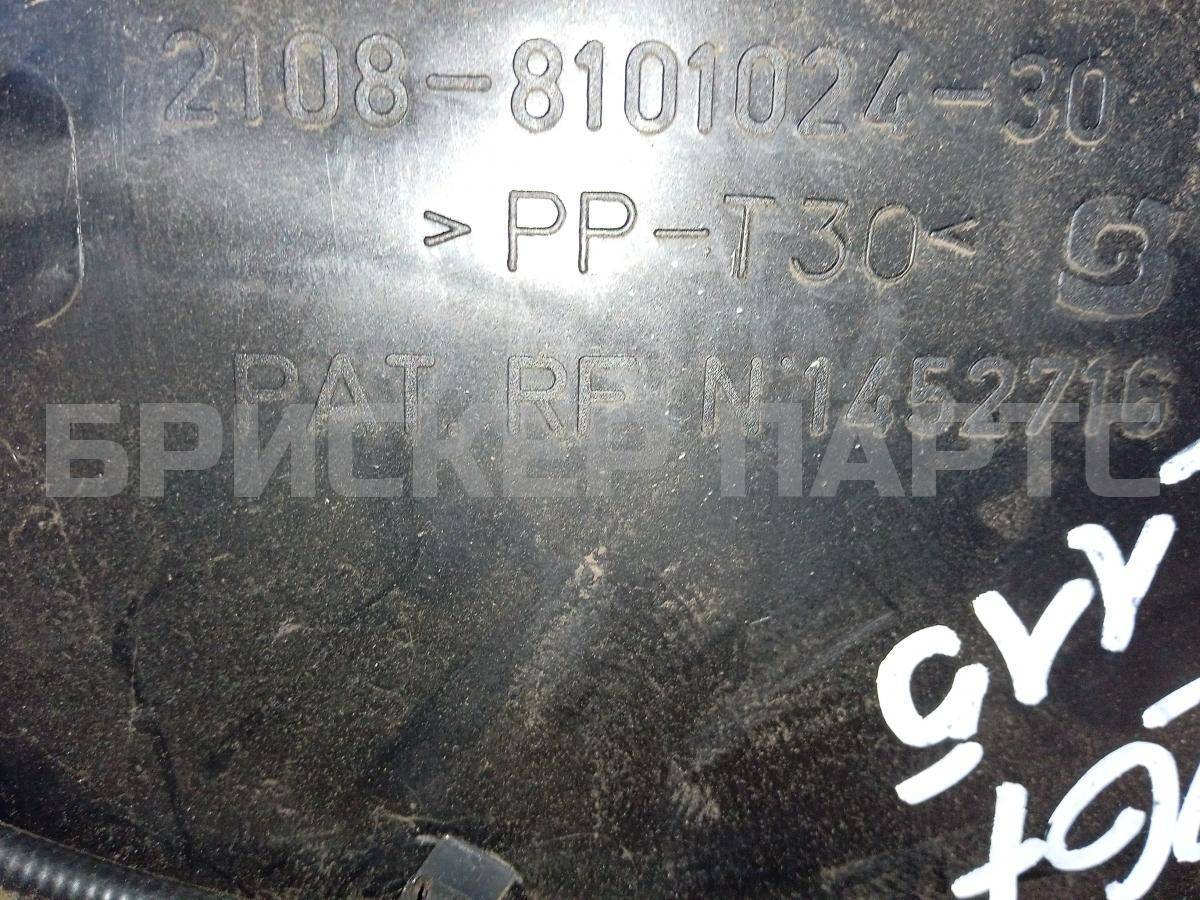 2108-8101024-30
>PP-T30<
PAT. RF N°1452716
БРИСКЕР ПАРТС